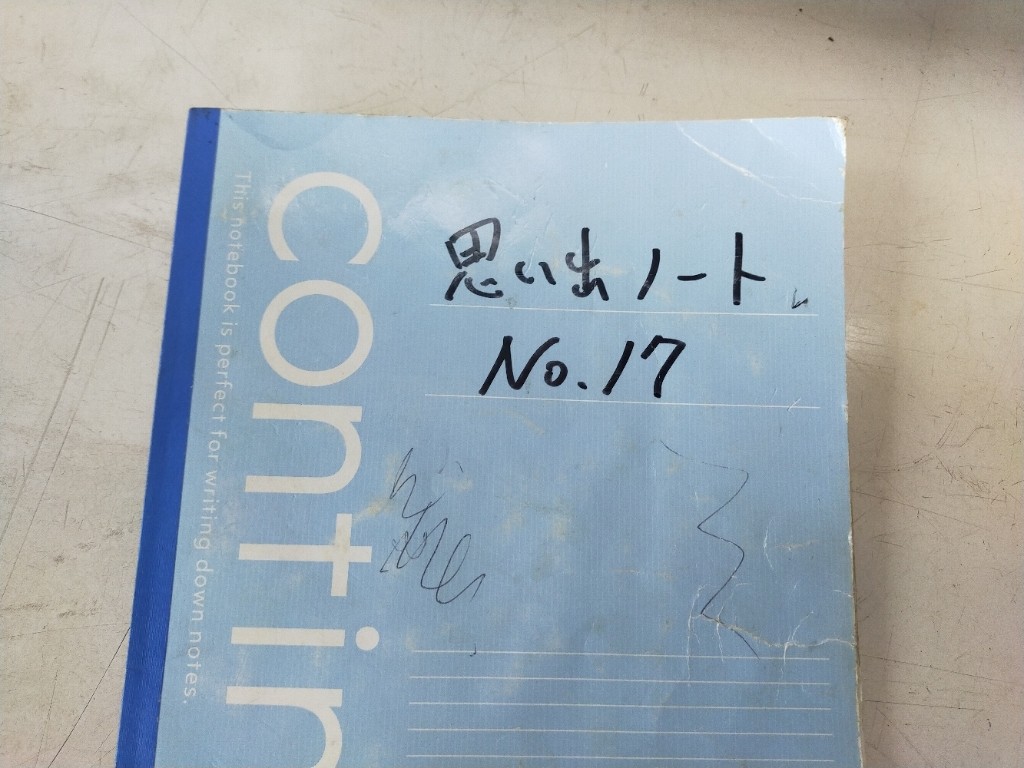 思い出ノート
No.17
contin
This notebook is perfect for writing down notes.